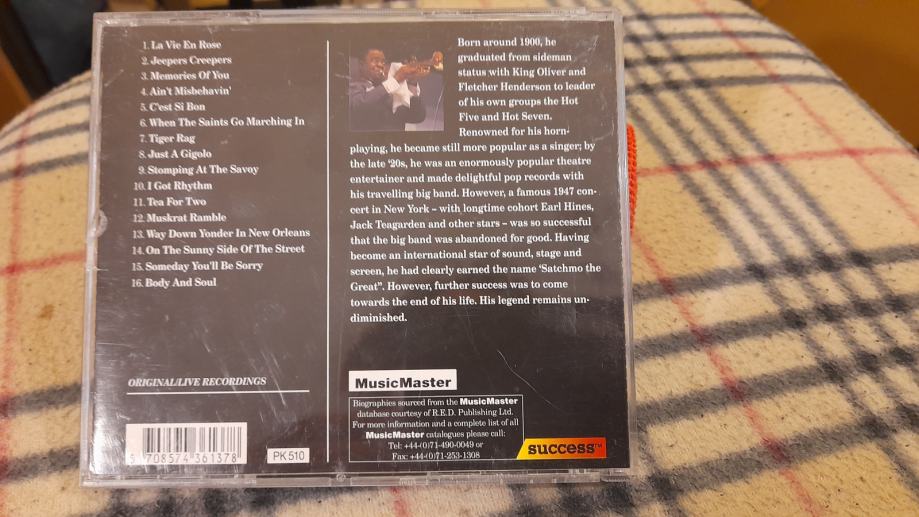 1. La Vie En Rose
2. Jeepers Creepers
3. Memories Of You
4. Ain't Misbehavin'
5. C'est Si Bon
6. When The Saints Go Marching In
7. Tiger Rag
8. Just A Gigolo
9. Stomping At The Savoy
10. I Got Rhythm
11. Tea For Two
12. Muskrat Ramble
13. Way Down Yonder In New Orleans
14. On The Sunny Side Of The Street
15. Someday You'll Be Sorry
16. Body And Soul
ORIGINAL/LIVE RECORDINGS
5 708574 361378
PK 510
Born around 1900, he
graduated from sideman
status with King Oliver and
Fletcher Henderson to leader
of his own groups the Hot
Five and Hot Seven.
Renowned for his horn-
playing, he became still more popular as a singer; by
the late '20s, he was an enormously popular theatre
entertainer and made delightful pop records with
his travelling big band. However, a famous 1947 con-
cert in New York – with longtime cohort Earl Hines,
Jack Teagarden and other stars – was so successful
that the big band was abandoned for good. Having
become an international star of sound, stage and
screen, he had clearly earned the name 'Satchmo the
Great". However, further success was to come
towards the end of his life. His legend remains un-
diminished.
MusicMaster
Biographies sourced from the MusicMaster
database courtesy of R.E.D. Publishing Ltd.
For more information and a complete list of all
MusicMaster catalogues please call:
Tel: +44-(0)71-490-0049 or
Fax: +44-(0)71-253-1308
success™